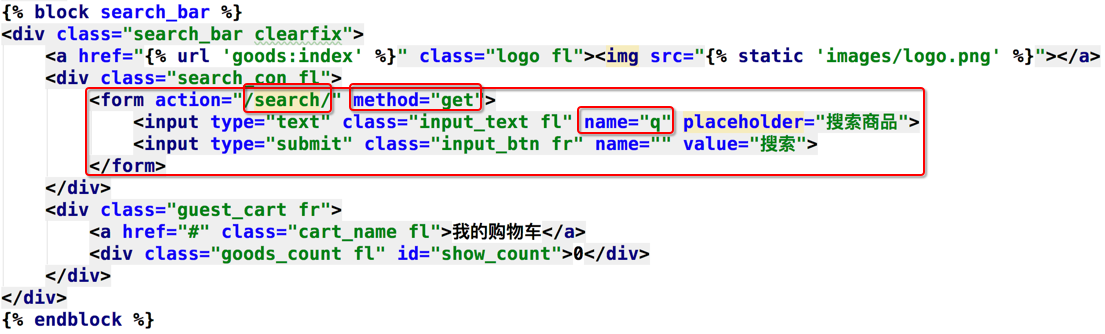 {% block search_bar %}
<div class="search_bar clearfix">
    <a href="{% url 'goods:index' %}" class="logo fl"><img src="{% static 'images/logo.png' %}"></a>
    <div class="search_con fl">
        <form action="/search/" method="get">
            <input type="text" class="input_text fl" name="q" placeholder="搜索商品">
            <input type="submit" class="input_btn fr" name="" value="搜索">
        </form>
    </div>
    <div class="guest_cart fr">
        <a href="#" class="cart_name fl">我的购物车</a>
        <div class="goods_count fl" id="show_count">0</div>
    </div>
</div>
{% endblock %}